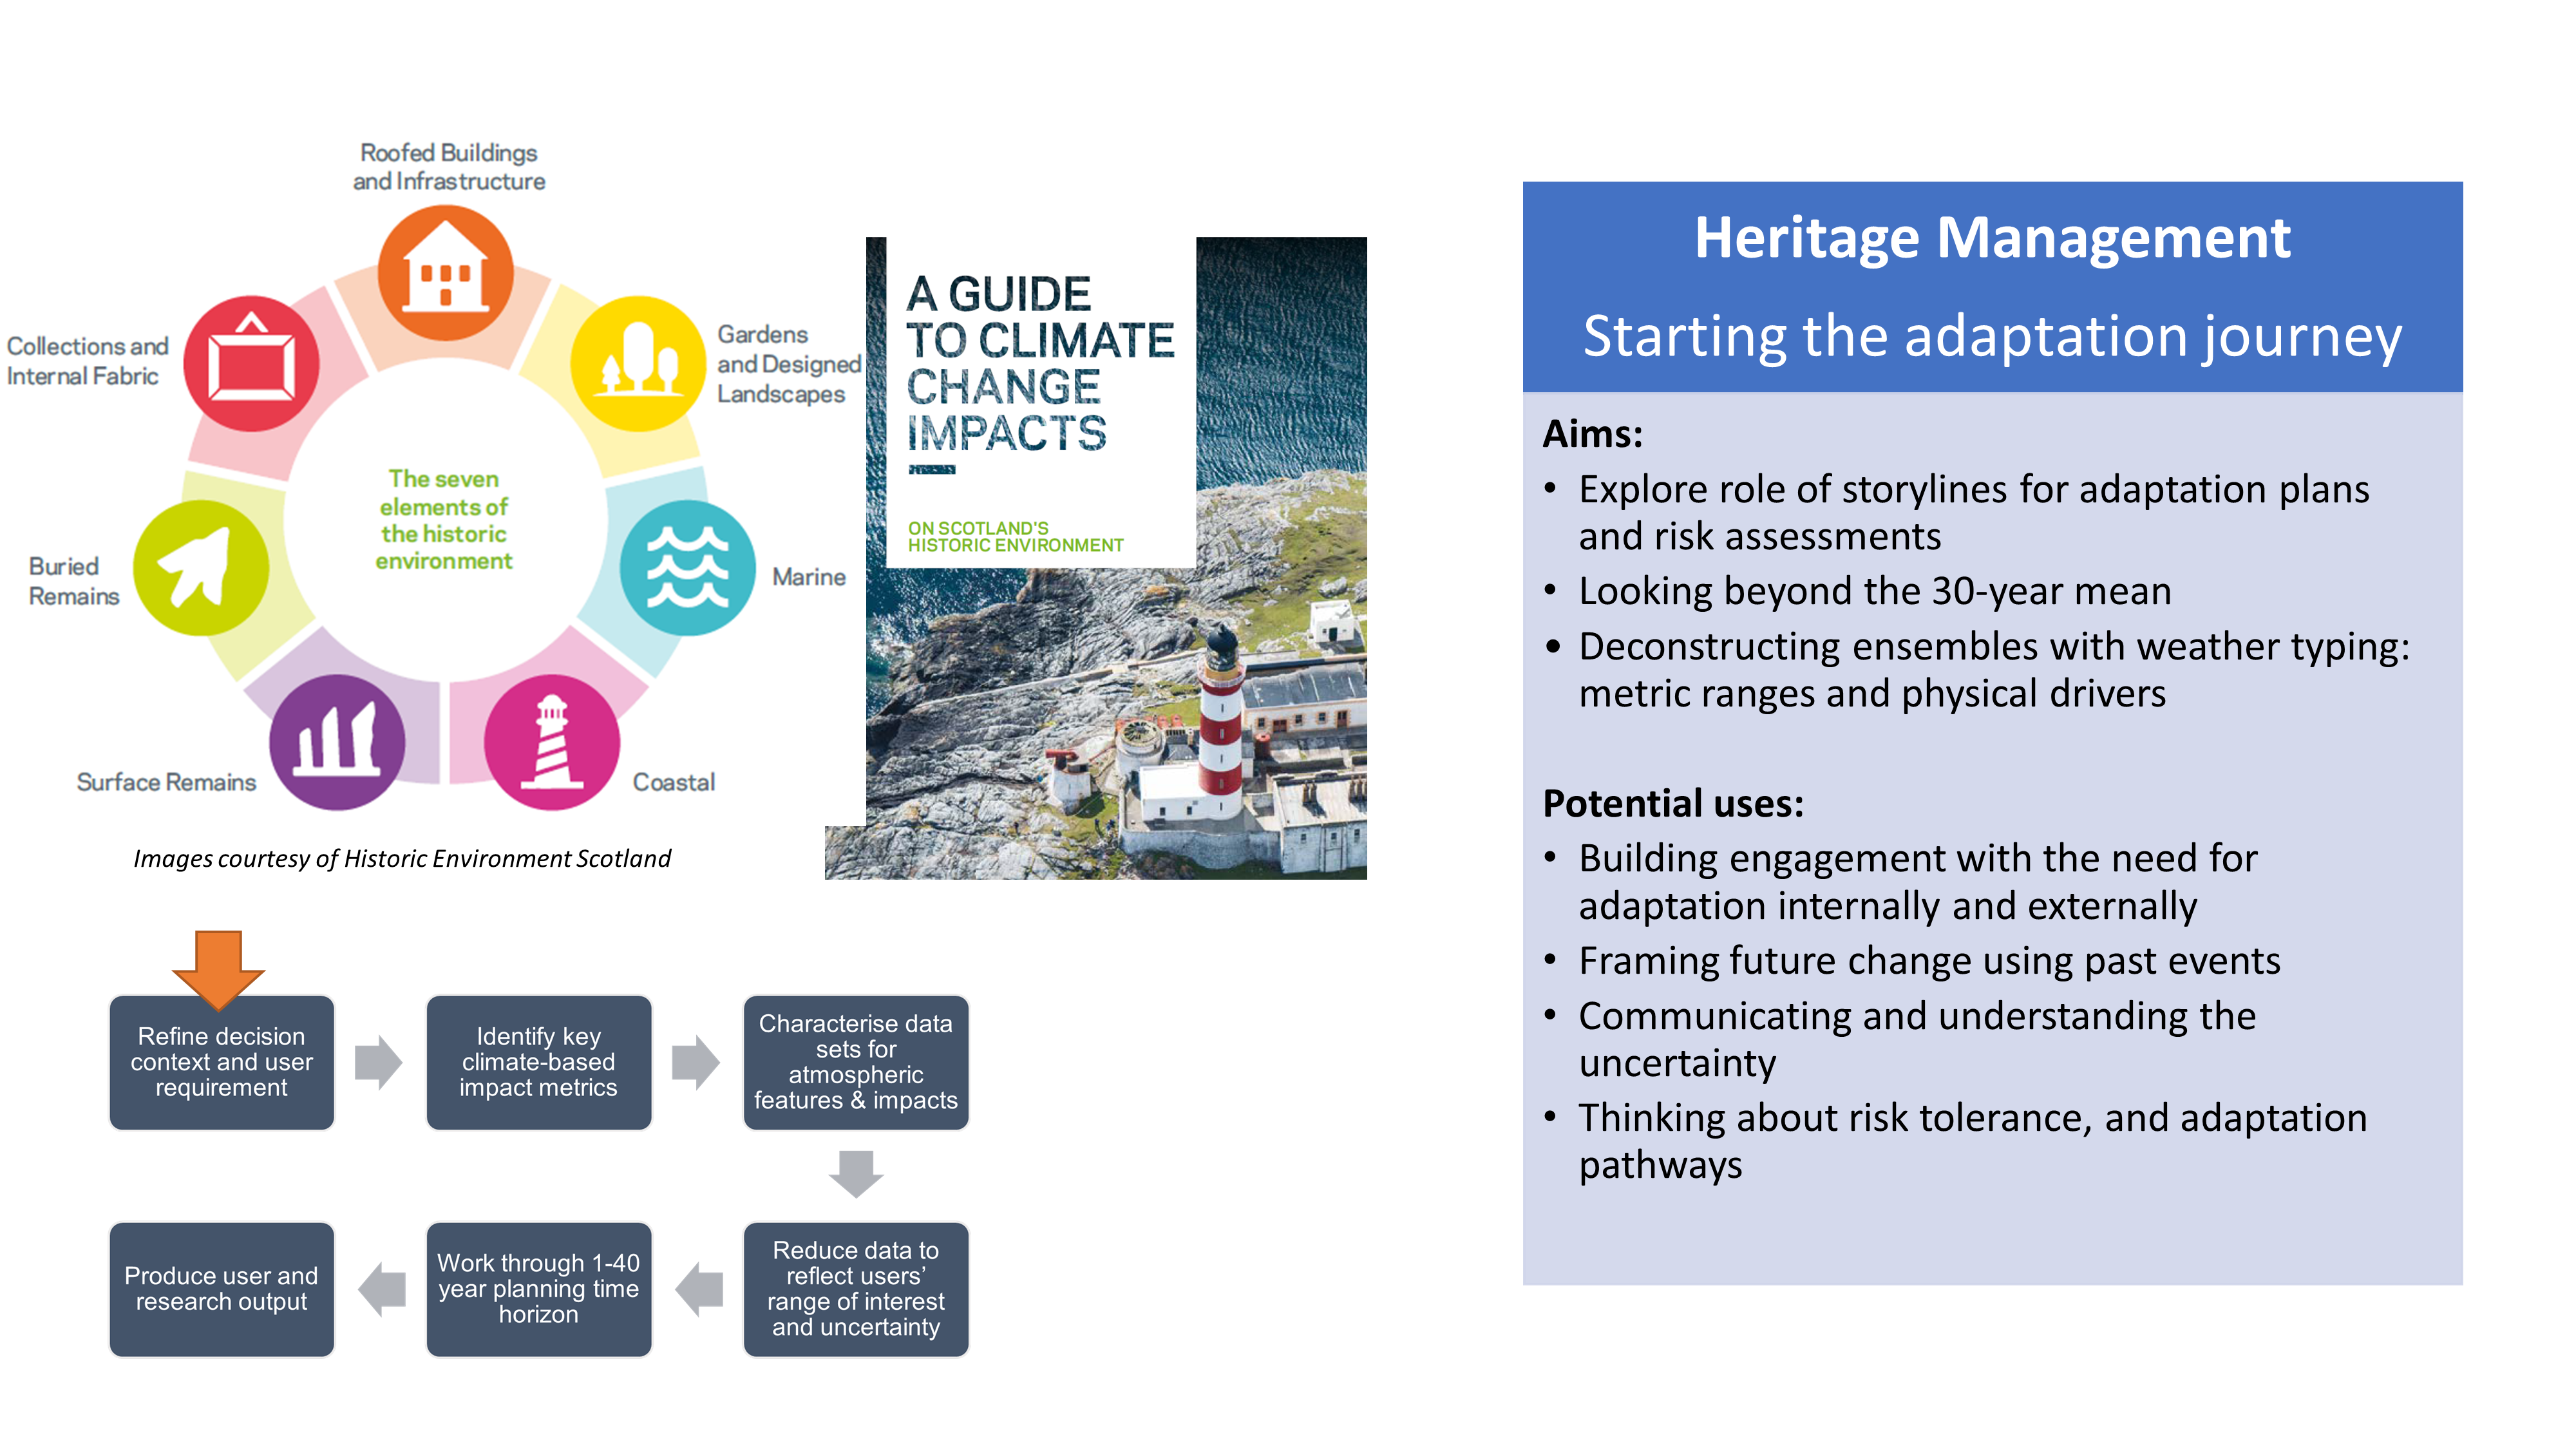 Roofed Buildings
and Infrastructure
Collections and
Internal Fabric
Gardens
and Designed
Landscapes
The seven
elements of
the historic
environment
Buried
Remains
Marine
Surface Remains
Coastal
Images courtesy of Historic Environment Scotland
A GUIDE
TO CLIMATE
CHANGE
IMPACTS
ON SCOTLAND'S
HISTORIC ENVIRONMENT
Refine decision
context and user
requirement
Identify key
climate-based
impact metrics
Characterise data
sets for
atmospheric
features & impacts
Reduce data to
reflect users’
range of interest
and uncertainty
Work through 1-40
year planning time
horizon
Produce user and
research output
Heritage Management
Starting the adaptation journey
Aims:
• Explore role of storylines for adaptation plans
and risk assessments
• Looking beyond the 30-year mean
• Deconstructing ensembles with weather typing:
metric ranges and physical drivers
Potential uses:
• Building engagement with the need for
adaptation internally and externally
• Framing future change using past events
• Communicating and understanding the
uncertainty
• Thinking about risk tolerance, and adaptation
pathways